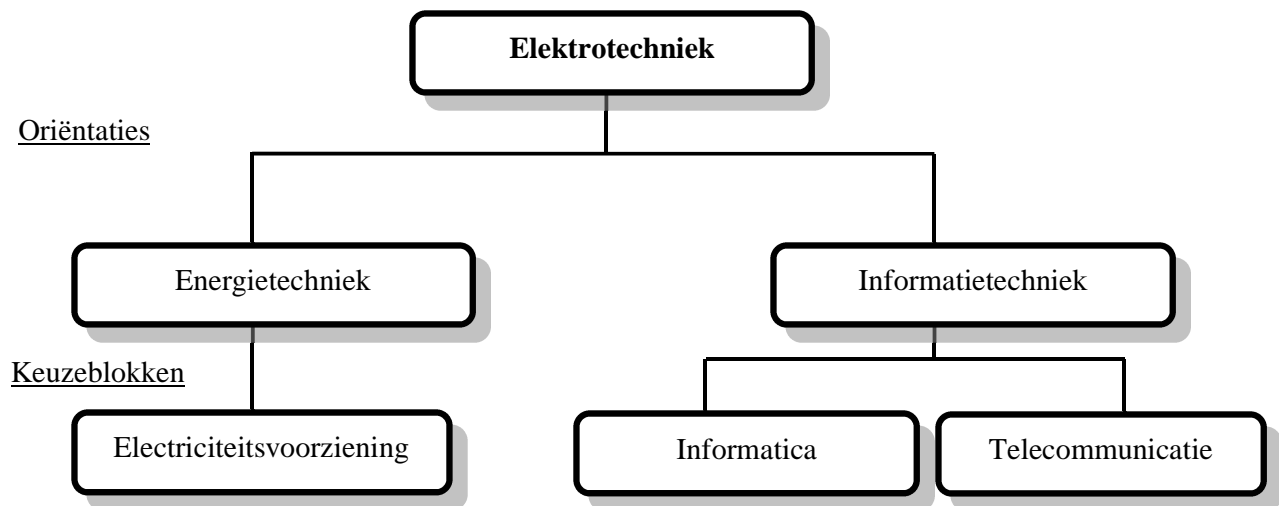 Elektrotechniek
Oriëntaties
Energietechniek
Informatietechniek
Keuzeblokken
Electriciteitsvoorziening
Informatica
Telecommunicatie